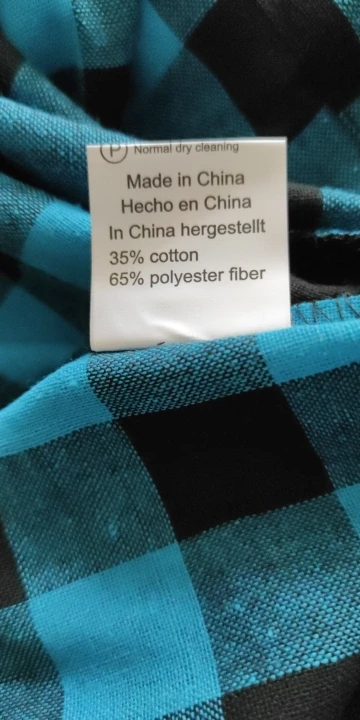 P Normal dry cleaning
Made in China
Hecho en China
In China hergestellt
35% cotton
65% polyester fiber